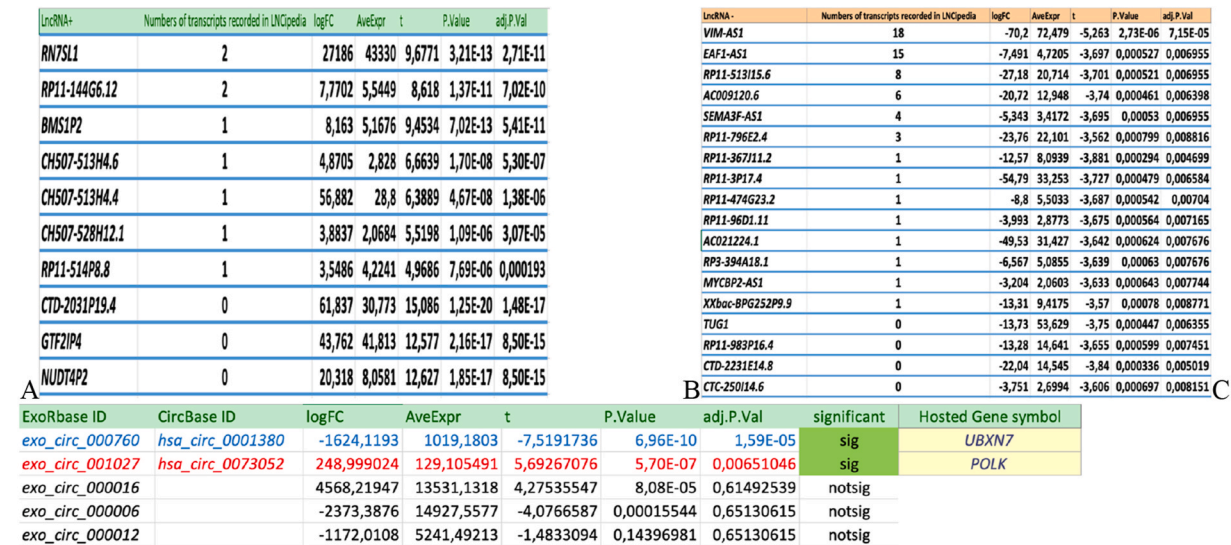 LncRNA+ Numbers of transcripts recorded in LNCipedia logFC AveExpr t P.Value adj.P.Val
RN7SL1 2 27186 43330 9,6771 3,21E-13 2,71E-11
RP11-144G6.12 2 7,7702 5,5449 8,618 1,37E-11 7,02E-10
BMS1P2 1 8,163 5,1676 9,4534 7,02E-13 5,41E-11
CH507-513H4.6 1 4,8705 2,828 6,6639 1,70E-08 5,30E-07
CH507-513H4.4 1 56,882 28,8 6,3889 4,67E-08 1,38E-06
CH507-528H12.1 1 3,8837 2,0684 5,5198 1,09E-06 3,07E-05
RP11-514P8.8 1 3,5486 4,2241 4,9686 7,69E-06 0,000193
CTD-2031P19.4 0 61,837 30,773 15,086 1,25E-20 1,48E-17
GTF2IP4 0 43,762 41,813 12,577 2,16E-17 8,50E-15
NUDT4P2 0 20,318 8,0581 12,627 1,85E-17 8,50E-15
A
LncRNA - Numbers of transcripts recorded in LNCipedia logFC AveExpr t P.Value adj.P.Val
VIM-AS1 18 -70,2 72,479 -5,263 2,73E-06 7,15E-05
EAF1-AS1 15 -7,491 4,7205 -3,697 0,000527 0,006955
RP11-513I15.6 8 -27,18 20,714 -3,701 0,000521 0,006955
AC009120.6 6 -20,72 12,948 -3,74 0,000461 0,006398
SEMA3F-AS1 4 -5,343 3,4172 -3,695 0,00053 0,006955
RP11-796E2.4 3 -23,76 22,101 -3,562 0,000799 0,008816
RP11-367J11.2 1 -12,57 8,0939 -3,881 0,000294 0,004699
RP11-3P17.4 1 -54,79 33,253 -3,727 0,000479 0,006584
RP11-474G23.2 1 -8,8 5,5033 -3,687 0,000542 0,00704
RP11-96D1.11 1 -3,993 2,8773 -3,675 0,000564 0,007165
AC021224.1 1 -49,53 31,427 -3,642 0,000624 0,007676
RP3-394A18.1 1 -6,567 5,0855 -3,639 0,00063 0,007676
MYCBP2-AS1 1 -3,204 2,0603 -3,633 0,000643 0,007744
XXbac-BPG252P9.9 1 -13,31 9,4175 -3,57 0,00078 0,008771
TUG1 0 -13,73 53,629 -3,75 0,000447 0,006355
RP11-983P16.4 0 -13,28 14,641 -3,655 0,000599 0,007451
CTD-2231E14.8 0 -22,04 14,545 -3,84 0,000336 0,005019
CTC-250I14.6 0 -3,751 2,6994 -3,606 0,000697 0,008151
B
C
ExoRbase ID CircBase ID logFC AveExpr t P.Value adj.P.Val significant Hosted Gene symbol
exo_circ_000760 hsa_circ_0001380 -1624,1193 1019,1803 -7,5191736 6,96E-10 1,59E-05 sig UBXN7
exo_circ_001027 hsa_circ_0073052 248,999024 129,105491 5,69267076 5,70E-07 0,00651046 sig POLK
exo_circ_000016 4568,21947 13531,1318 4,27535547 8,08E-05 0,61492539 notsig
exo_circ_000006 -2373,3876 14927,5577 -4,0766587 0,00015544 0,65130615 notsig
exo_circ_000012 -1172,0108 5241,49213 -1,4833094 0,14396981 0,65130615 notsig